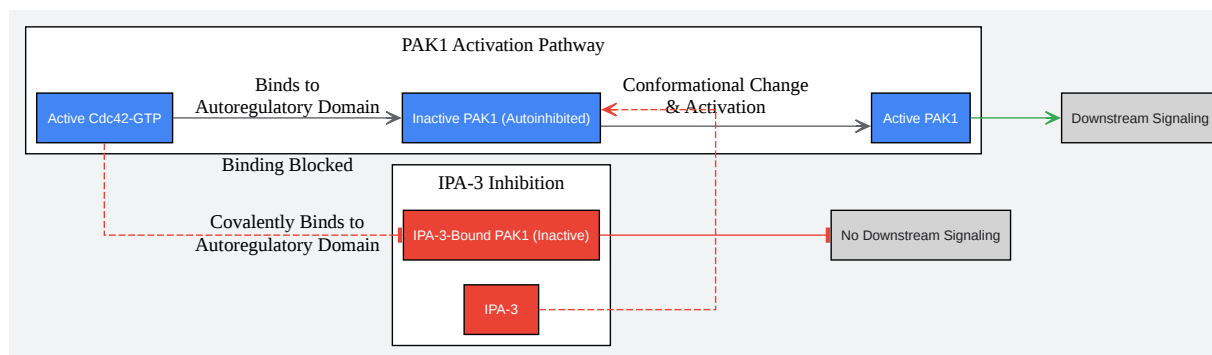 PAK1 Activation Pathway
Binds to
Autoregulatory Domain
Conformational Change
& Activation
Active Cdc42-GTP
Inactive PAK1 (Autoinhibited)
Active PAK1
Downstream Signaling
Binding Blocked
IPA-3 Inhibition
Covalently Binds to
Autoregulatory Domain
IPA-3-Bound PAK1 (Inactive)
No Downstream Signaling
IPA-3